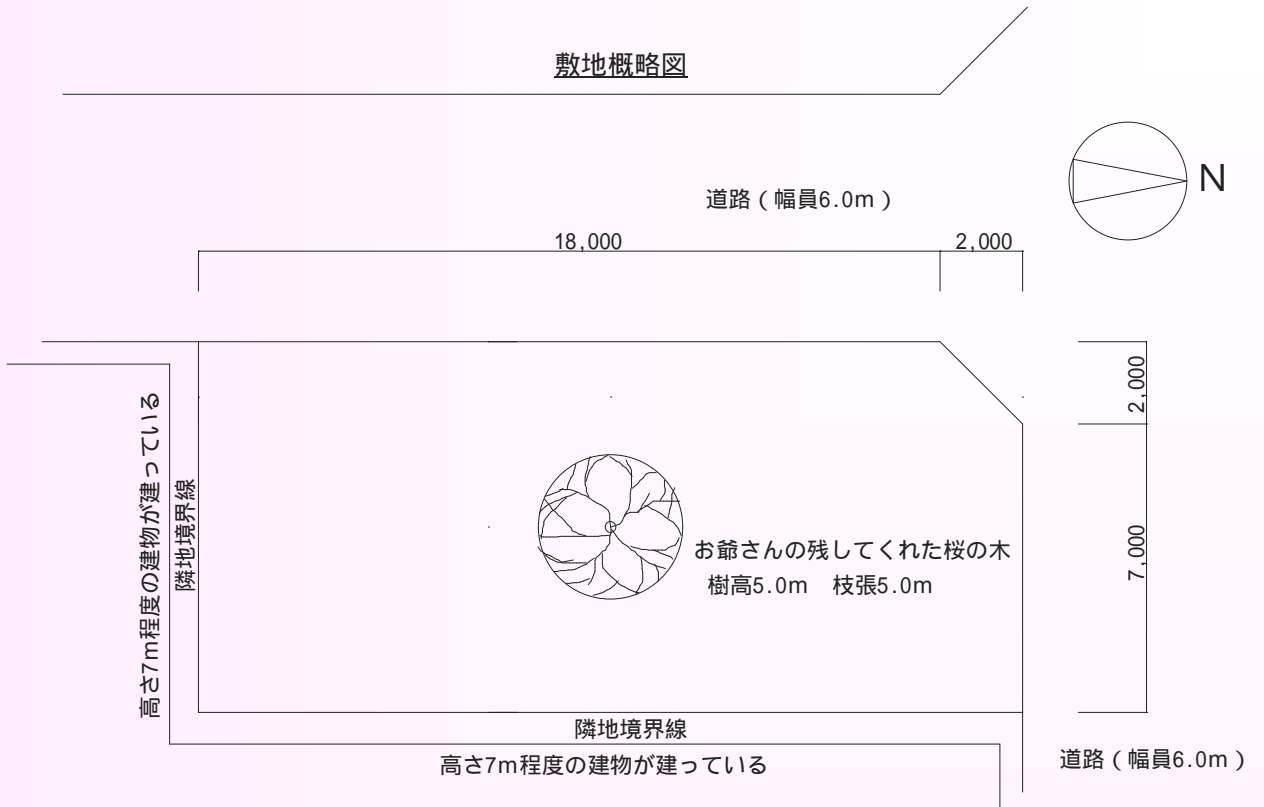 敷地概略図
道路（幅員6.0m）
N
18,000
2,000
2,000
7,000
高さ7m程度の建物が建っている
隣地境界線
お爺さんの残してくれた桜の木
樹高5.0m　枝張5.0m
隣地境界線
高さ7m程度の建物が建っている
道路（幅員6.0m）